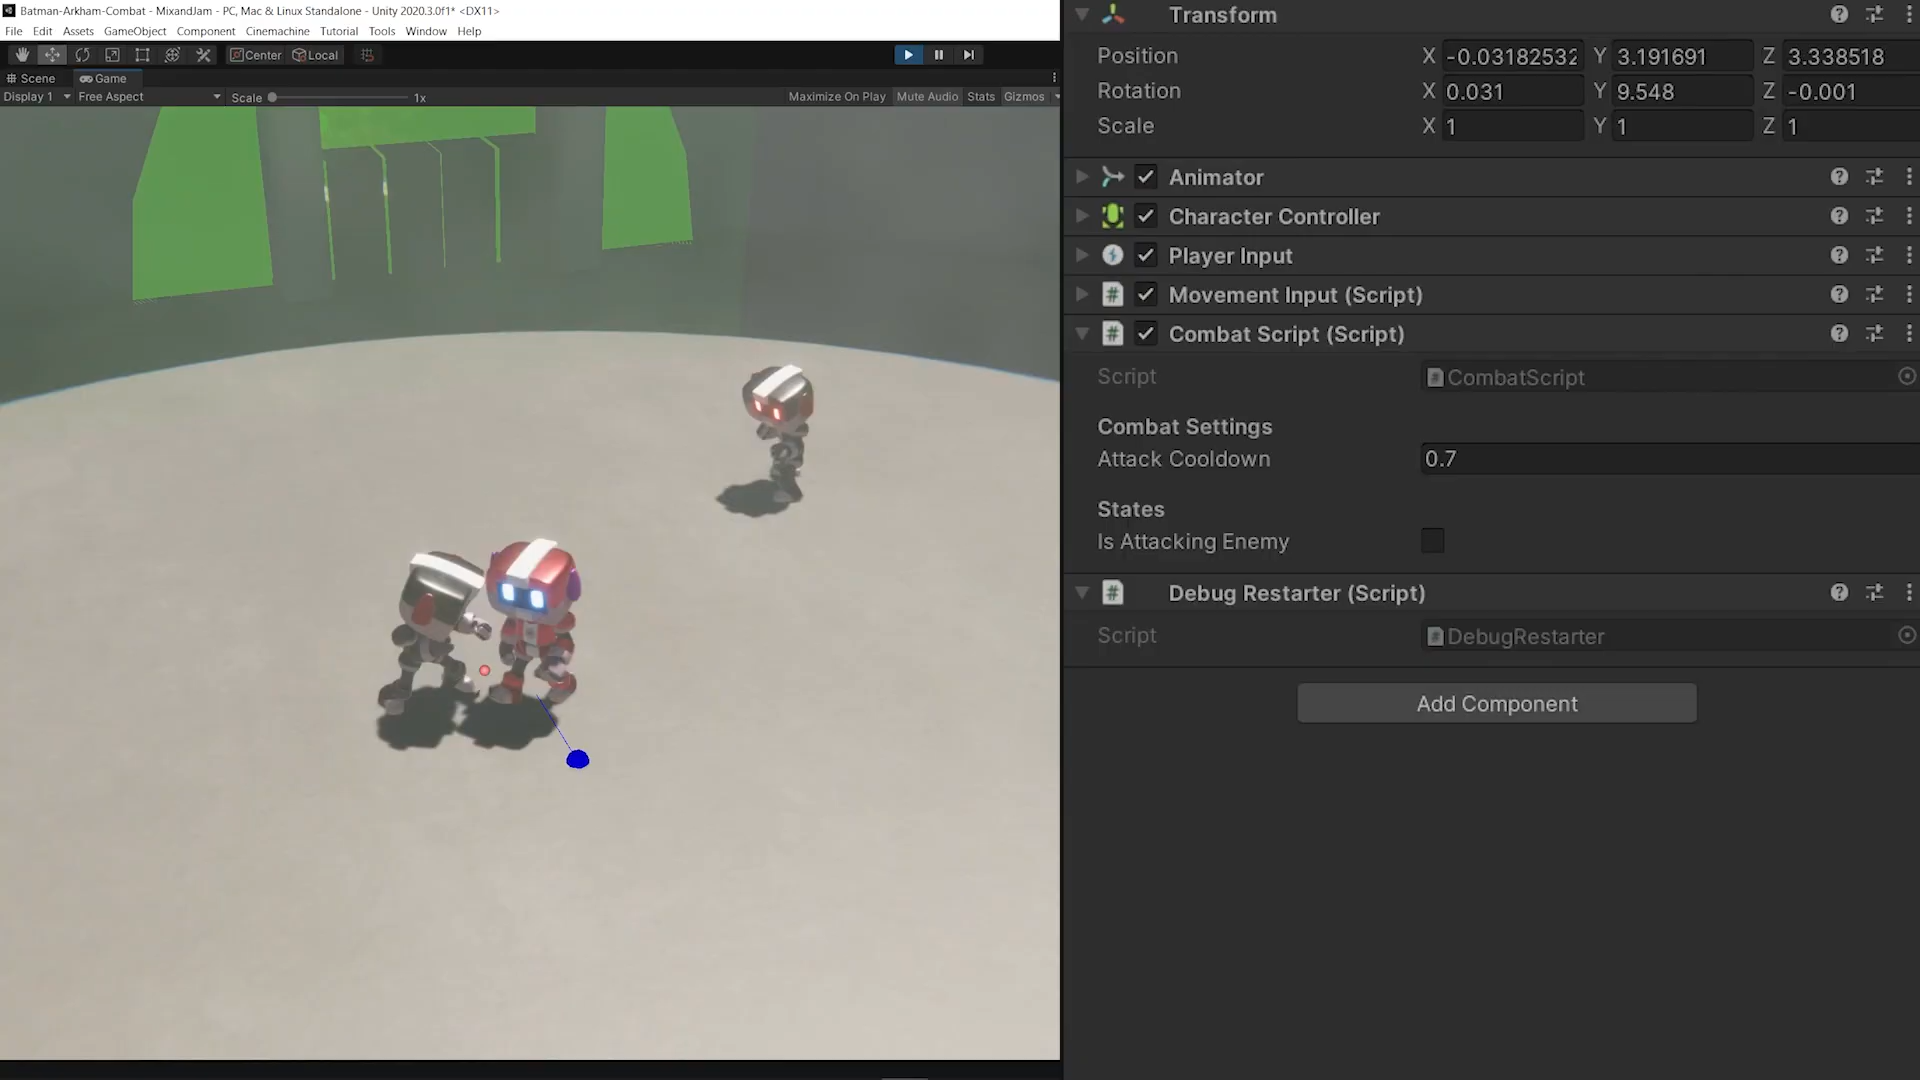 Batman-Arkham-Combat - MixandJam - PC, Mac & Linux Standalone - Unity 2020.3.0f1* <DX11>
File Edit Assets GameObject Component Cinemachine Tutorial Tools Window Help
Center Local
Scene Game
Display 1 Free Aspect Scale 1x Maximize On Play Mute Audio Stats Gizmos
Transform
Position X -0.03182532 Y 3.191691 Z 3.338518
Rotation X 0.031 Y 9.548 Z -0.001
Scale X 1 Y 1 Z 1
Animator
Character Controller
Player Input
# Movement Input (Script)
# Combat Script (Script)
Script # CombatScript
Combat Settings
Attack Cooldown 0.7
States
Is Attacking Enemy
# Debug Restarter (Script)
Script # DebugRestarter
Add Component